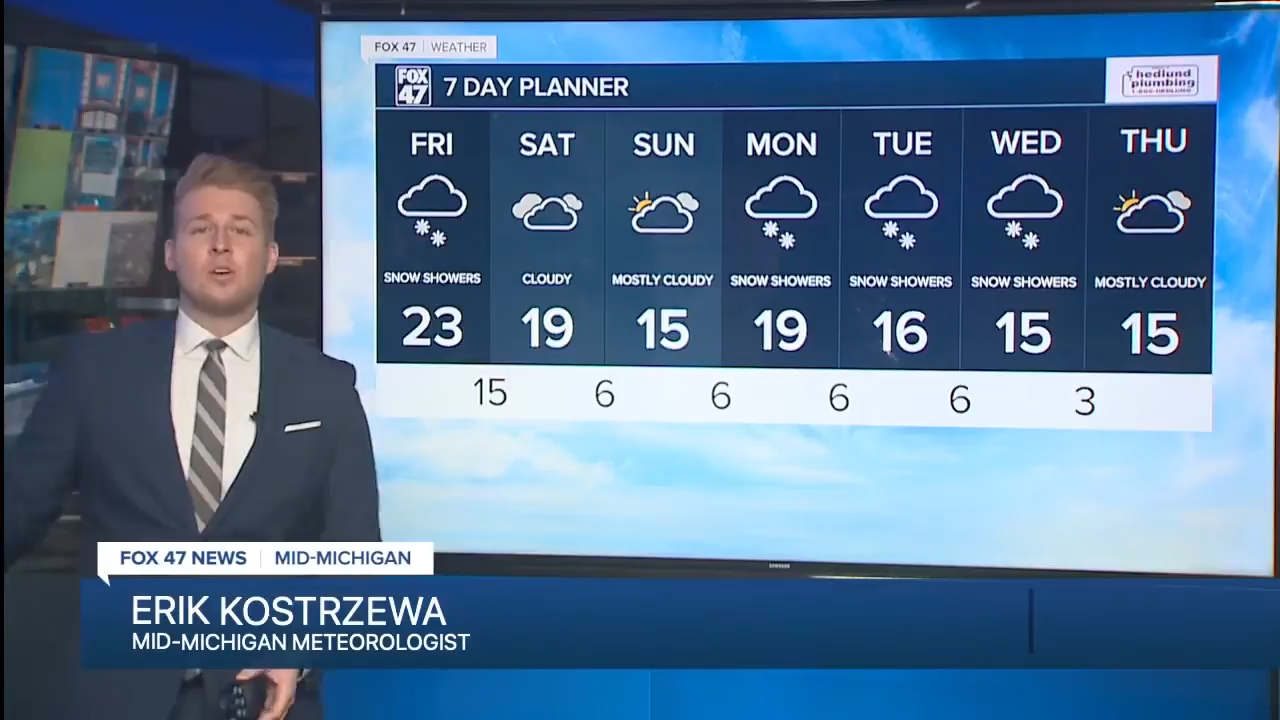 FOX 47 | WEATHER
FOX 47
7 DAY PLANNER
hedlund
plumbing
FRI SAT SUN MON TUE WED THU
SNOW SHOWERS CLOUDY MOSTLY CLOUDY SNOW SHOWERS SNOW SHOWERS SNOW SHOWERS MOSTLY CLOUDY
23 19 15 19 16 15 15
15 6 6 6 6 3
SAMSUNG
FOX 47 NEWS | MID-MICHIGAN
ERIK KOSTRZEWA
MID-MICHIGAN METEOROLOGIST